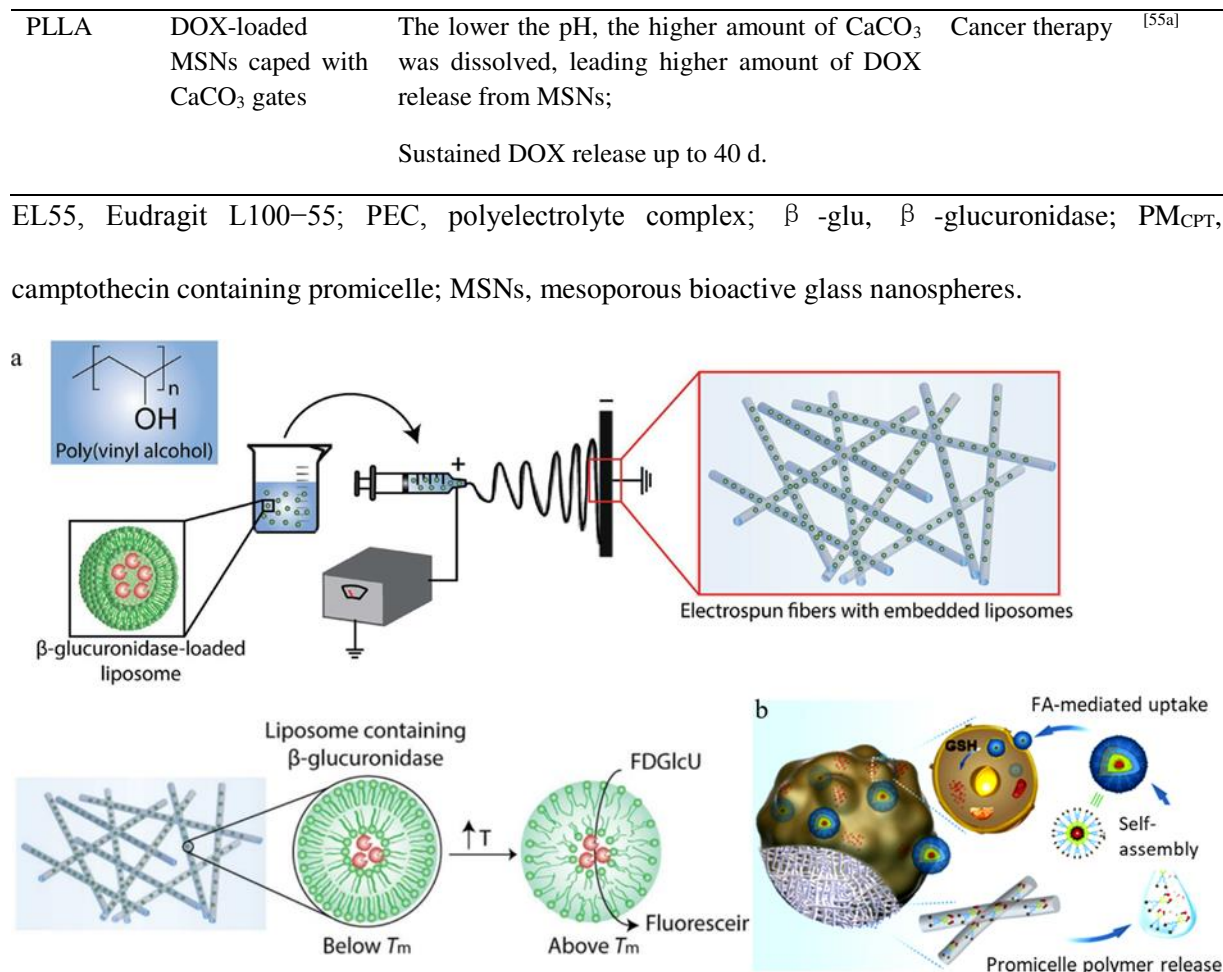 PLLA DOX-loaded The lower the pH, the higher amount of CaCO3 Cancer therapy [55a]
MSNs caped with was dissolved, leading higher amount of DOX
CaCO3 gates release from MSNs;
Sustained DOX release up to 40 d.
EL55, Eudragit L100−55; PEC, polyelectrolyte complex; β -glu, β -glucuronidase; PMCPT,
camptothecin containing promicelle; MSNs, mesoporous bioactive glass nanospheres.
a
n
OH
Poly(vinyl alcohol)
+
−
β-glucuronidase-loaded
liposome
Electrospun fibers with embedded liposomes
Liposome containing
β-glucuronidase
FDGlcU
↑T
Fluoresceir
Below Tm
Above Tm
b
FA-mediated uptake
GSH
Self-
assembly
Promicelle polymer release